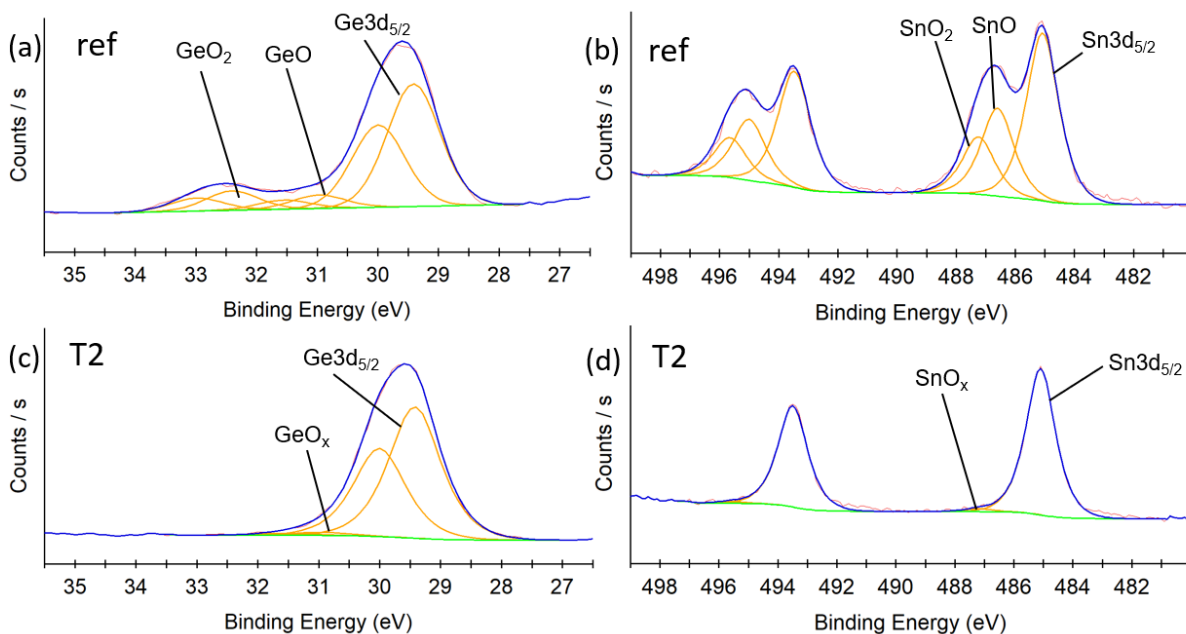 (a) ref
GeO₂
GeO
Ge3d₅/₂
Counts / s
35 34 33 32 31 30 29 28 27
Binding Energy (eV)
(b) ref
SnO₂
SnO
Sn3d₅/₂
Counts / s
498 496 494 492 490 488 486 484 482
Binding Energy (eV)
(c) T2
Ge3d₅/₂
GeOₓ
Counts / s
35 34 33 32 31 30 29 28 27
Binding Energy (eV)
(d) T2
SnOₓ
Sn3d₅/₂
Counts / s
498 496 494 492 490 488 486 484 482
Binding Energy (eV)